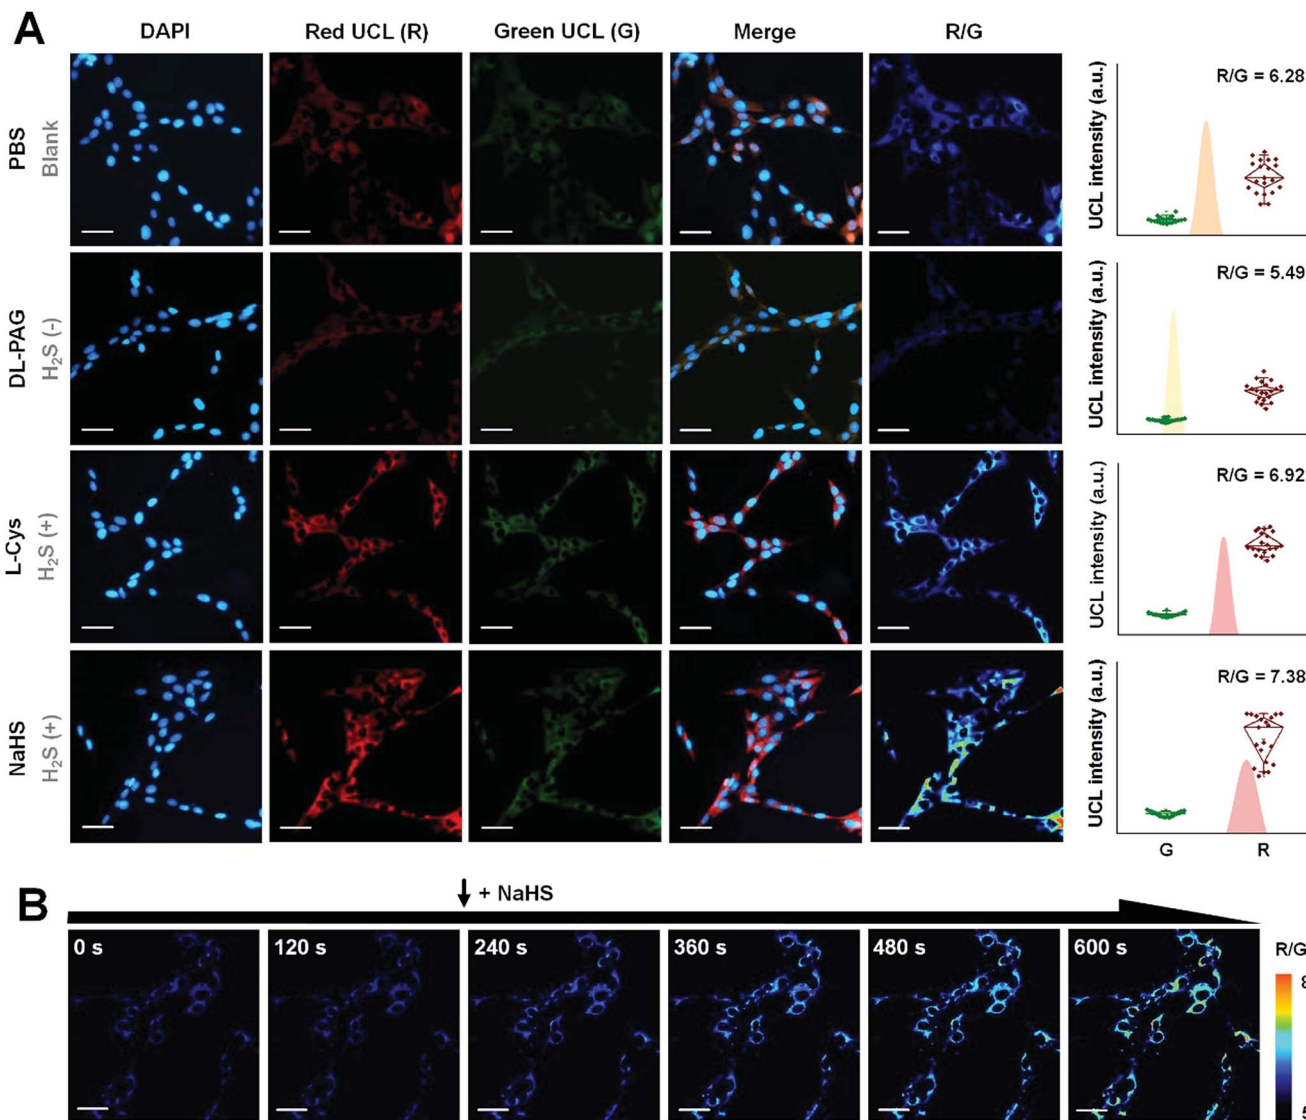 A
DAPI
Red UCL (R)
Green UCL (G)
Merge
R/G
PBS
Blank
UCL intensity (a.u.)
R/G = 6.28
DL-PAG
H₂S (-)
UCL intensity (a.u.)
R/G = 5.49
L-Cys
H₂S (+)
UCL intensity (a.u.)
R/G = 6.92
NaHS
H₂S (+)
UCL intensity (a.u.)
R/G = 7.38
G
R
B
+ NaHS
0 s
120 s
240 s
360 s
480 s
600 s
R/G
8
5